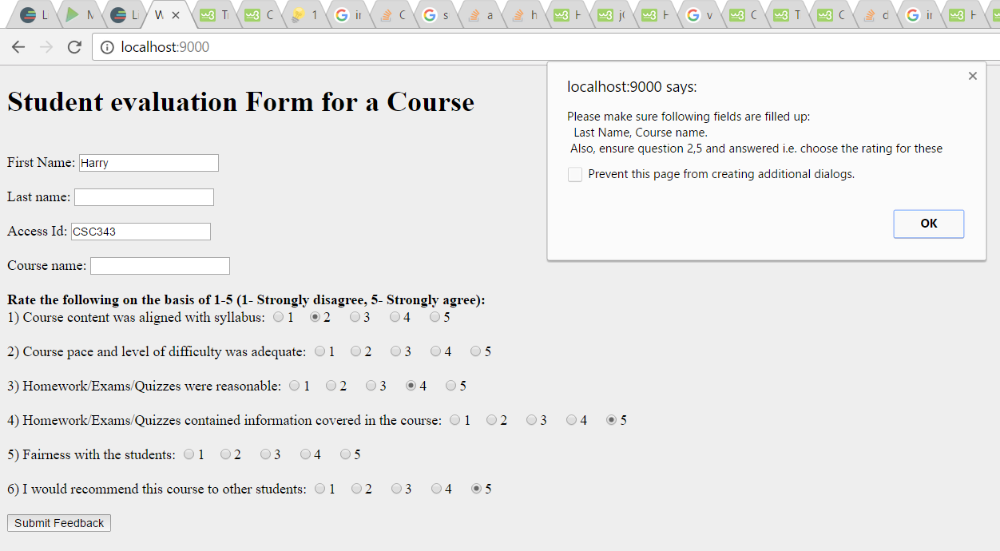 L M L W T C 1 in C s a h H j( H v C T C d in H
localhost:9000
localhost:9000 says:
Please make sure following fields are filled up:
Last Name, Course name.
Also, ensure question 2,5 and answered i.e. choose the rating for these
Prevent this page from creating additional dialogs.
OK
Student evaluation Form for a Course
First Name: Harry
Last name:
Access Id: CSC343
Course name:
Rate the following on the basis of 1-5 (1- Strongly disagree, 5- Strongly agree):
1) Course content was aligned with syllabus: 1 2 3 4 5
2) Course pace and level of difficulty was adequate: 1 2 3 4 5
3) Homework/Exams/Quizzes were reasonable: 1 2 3 4 5
4) Homework/Exams/Quizzes contained information covered in the course: 1 2 3 4 5
5) Fairness with the students: 1 2 3 4 5
6) I would recommend this course to other students: 1 2 3 4 5
Submit Feedback